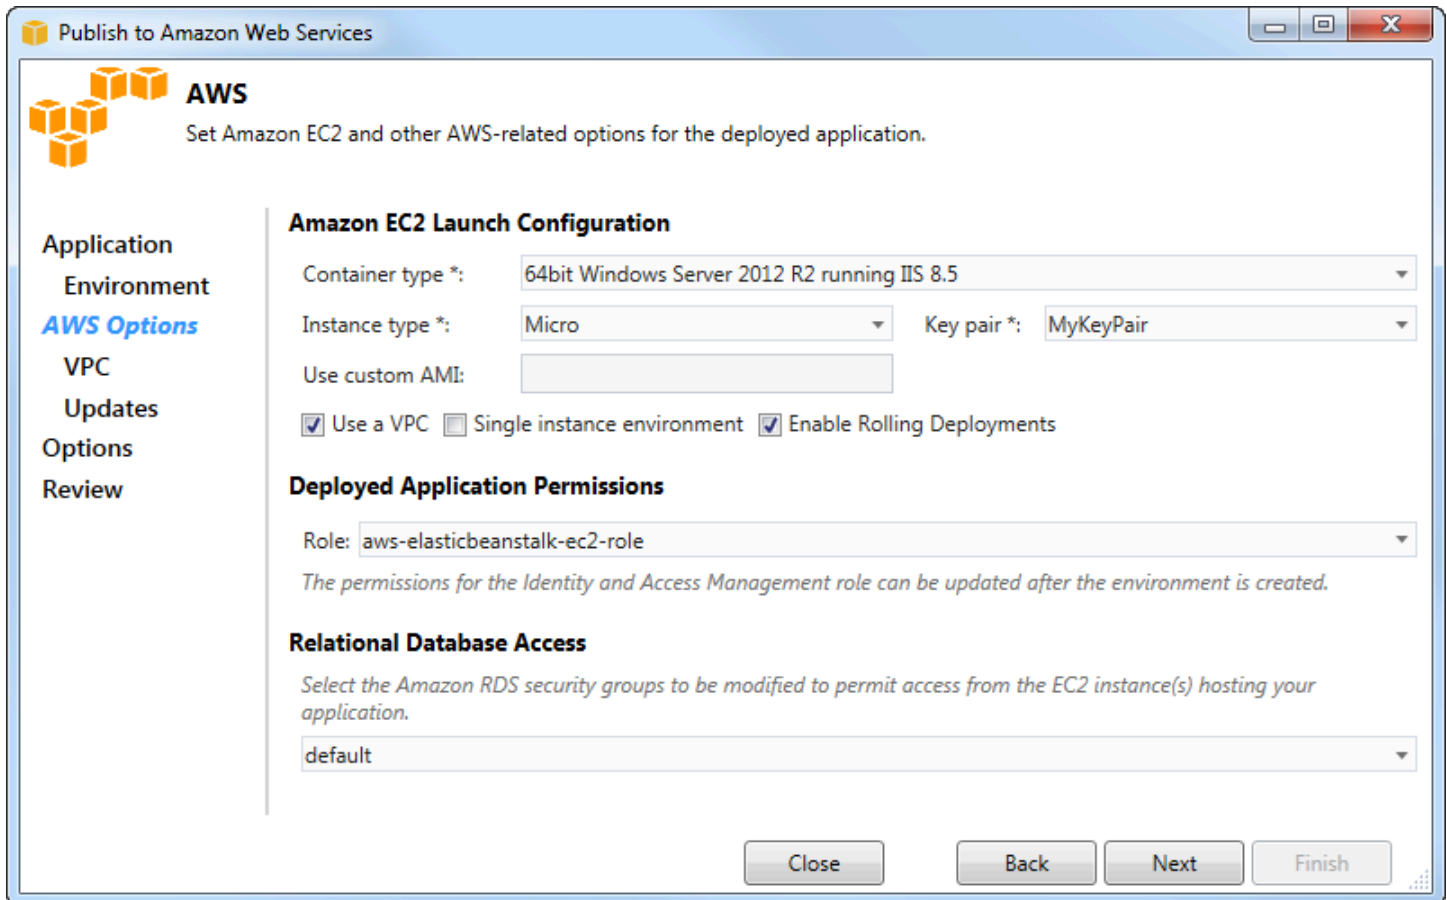 Publish to Amazon Web Services
AWS
Set Amazon EC2 and other AWS-related options for the deployed application.
Application
Environment
AWS Options
VPC
Updates
Options
Review
Amazon EC2 Launch Configuration
Container type *: 64bit Windows Server 2012 R2 running IIS 8.5
Instance type *: Micro Key pair *: MyKeyPair
Use custom AMI:
Use a VPC Single instance environment Enable Rolling Deployments
Deployed Application Permissions
Role: aws-elasticbeanstalk-ec2-role
The permissions for the Identity and Access Management role can be updated after the environment is created.
Relational Database Access
Select the Amazon RDS security groups to be modified to permit access from the EC2 instance(s) hosting your
application.
default
Close Back Next Finish